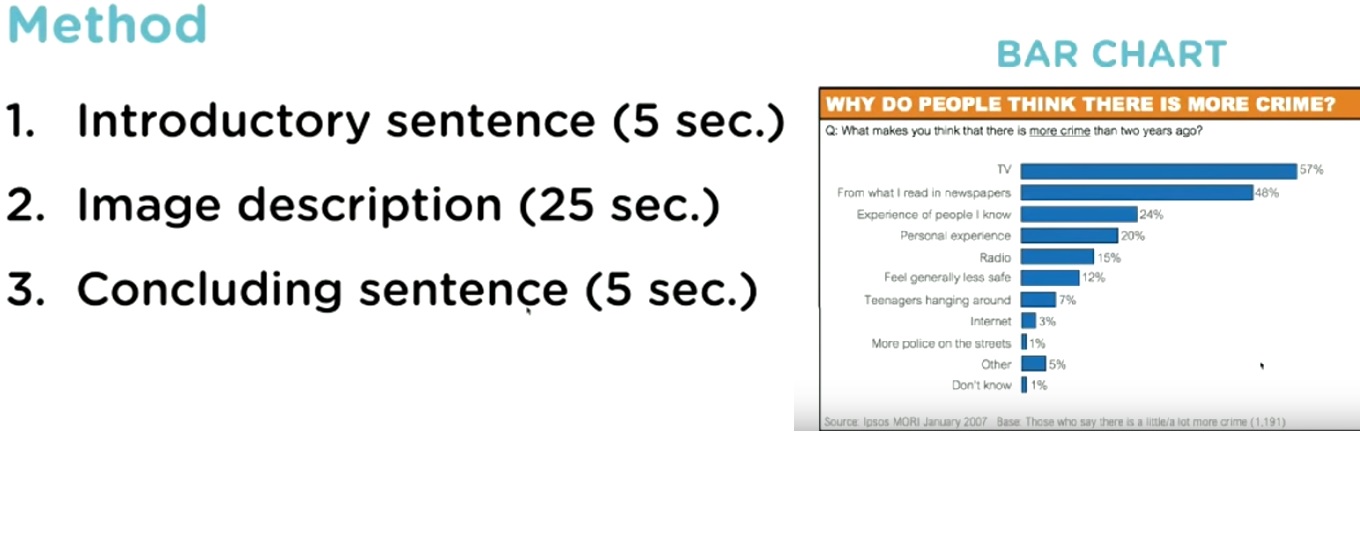 Method
1. Introductory sentence (5 sec.)
2. Image description (25 sec.)
3. Concluding sentence (5 sec.)
BAR CHART
WHY DO PEOPLE THINK THERE IS MORE CRIME?
Q: What makes you think that there is more crime than two years ago?
TV 57%
From what I read in newspapers 48%
Experience of people I know 24%
Personal experience 20%
Radio 15%
Feel generally less safe 12%
Teenagers hanging around 7%
Internet 3%
More police on the streets 1%
Other 5%
Don't know 1%
Source: Ipsos MORI January 2007 Base: Those who say there is a little/a lot more crime (1,191)